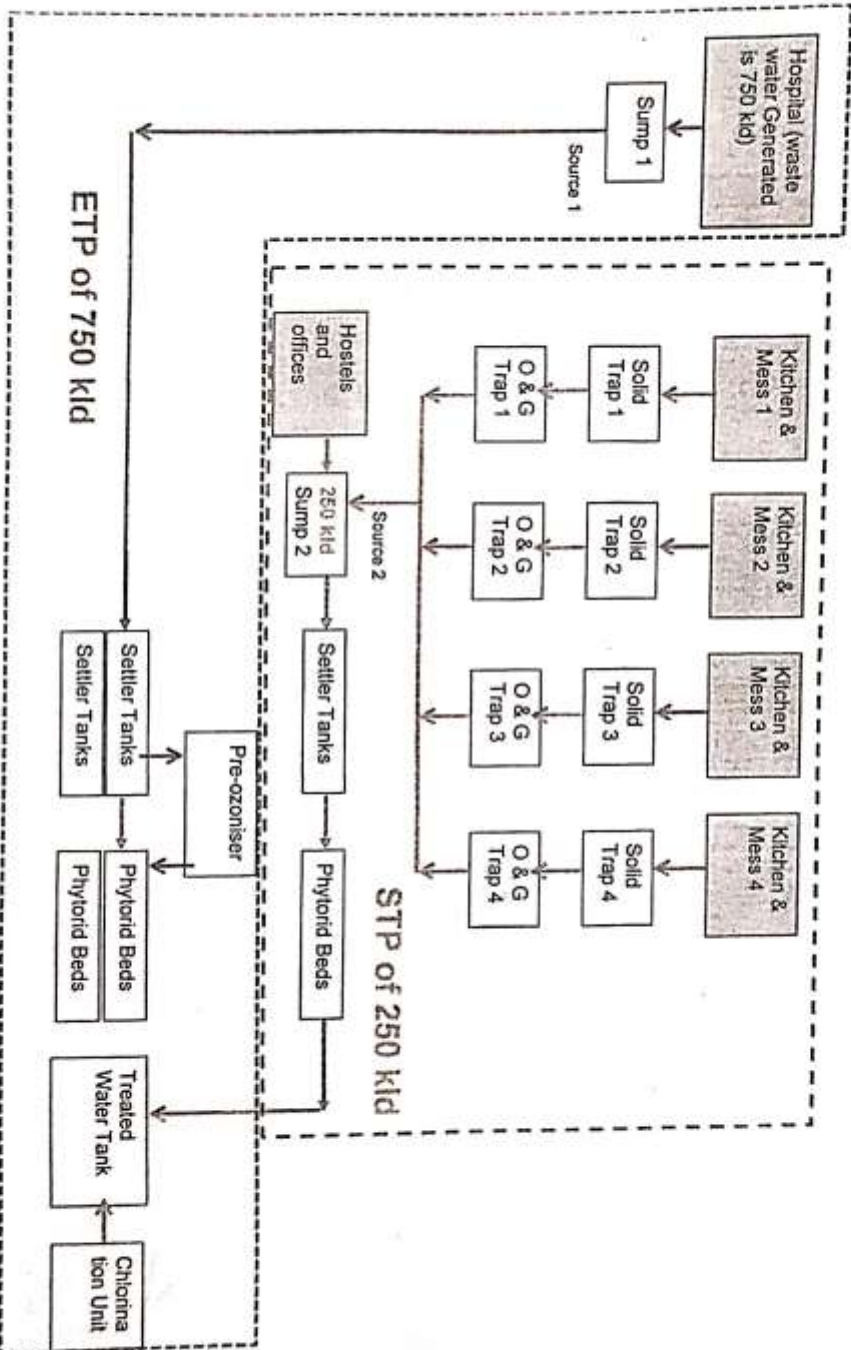 Hospital (waste
water Generated
is 750 kld)
Sump 1
Source 1
ETP of 750 kld
Kitchen &
Mess 1
Kitchen &
Mess 2
Kitchen &
Mess 3
Kitchen &
Mess 4
Solid
Trap 1
Solid
Trap 2
Solid
Trap 3
Solid
Trap 4
O & G
Trap 1
O & G
Trap 2
O & G
Trap 3
O & G
Trap 4
STP of 250 kld
Source 2
Hostels
and
offices
250 kld
Sump 2
Settler Tanks
Phytorid Beds
Pre-ozoniser
Settler Tanks
Settler Tanks
Phytorid Beds
Phytorid Beds
Treated
Water Tank
Chlorina
tion Unit